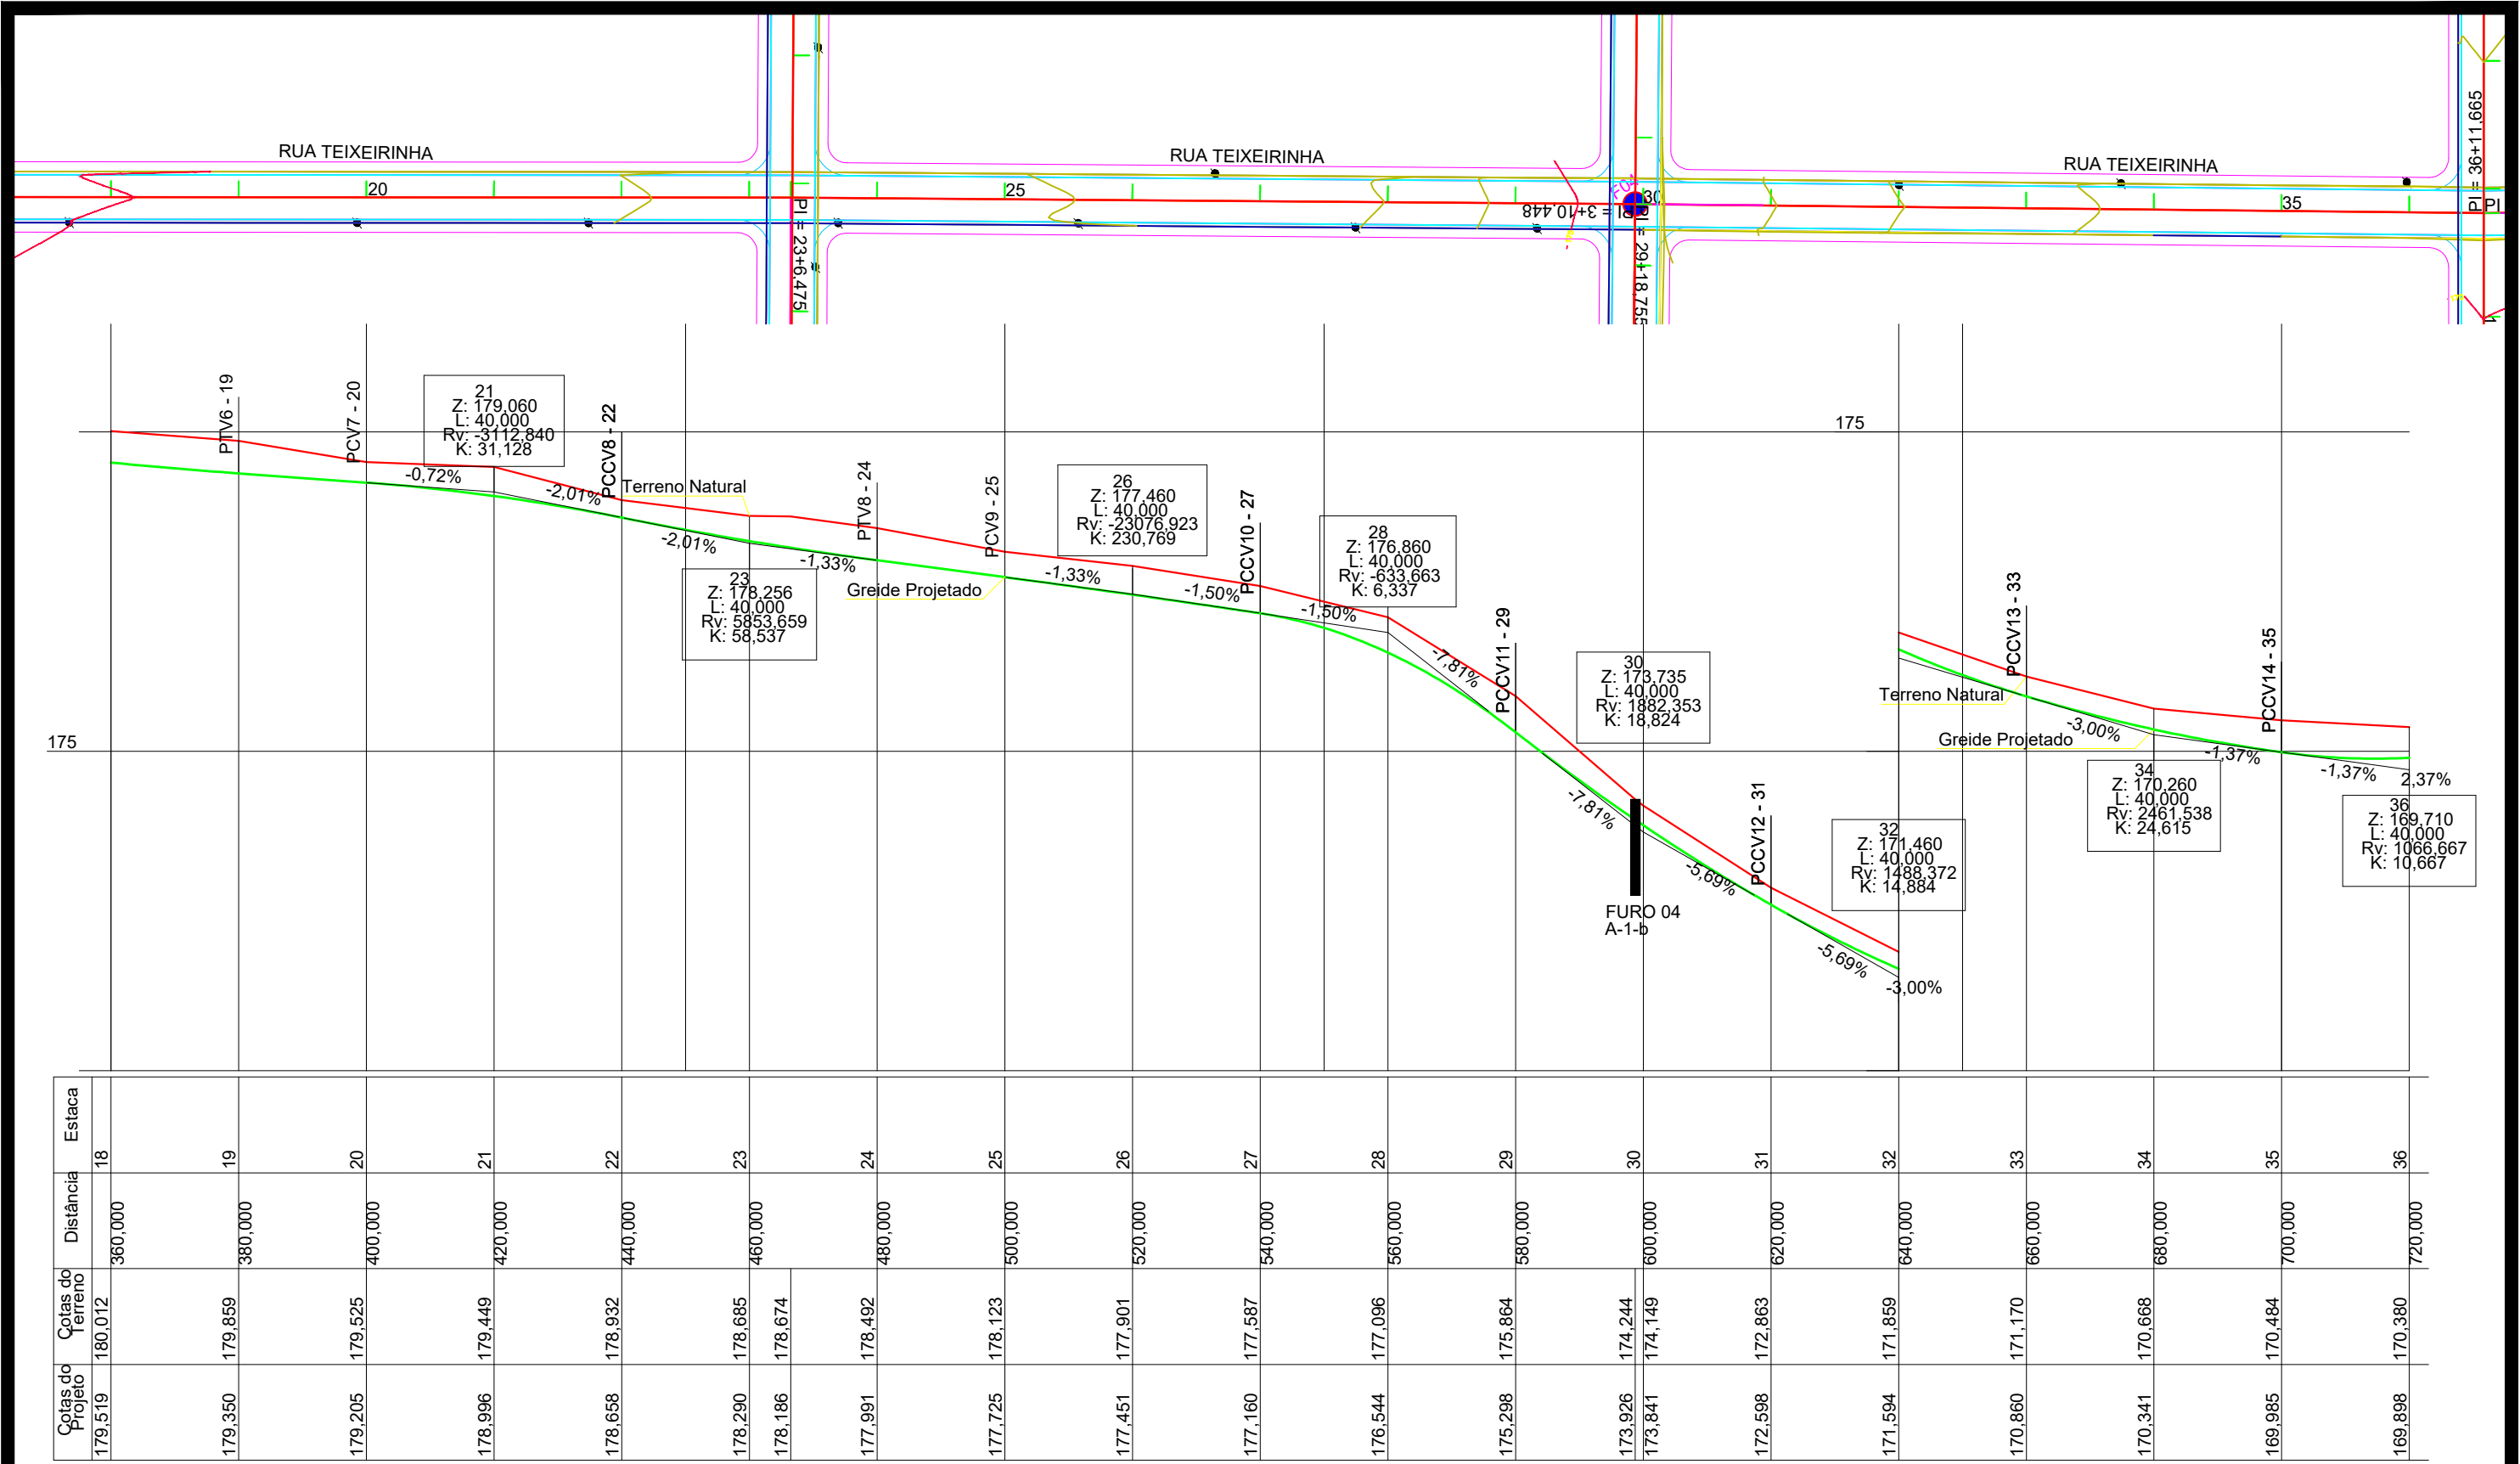 RUA TEIXEIRINHA
RUA TEIXEIRINHA
RUA TEIXEIRINHA
20
25
30
35
PI = 23+6,475
PI = 3+10,448
PI = 29+18,755
PI = 36+11,665
PI
1
PTV6 - 19
PCV7 - 20
21
Z: 179,060
L: 40,000
Rv: -3112,840
K: 31,128
PCCV8 - 22
-0,72%
-2,01%
Terreno Natural
-2,01%
23
Z: 178,256
L: 40,000
Rv: 5853,659
K: 58,537
-1,33%
PTV8 - 24
Greide Projetado
PCV9 - 25
-1,33%
26
Z: 177,460
L: 40,000
Rv: -23076,923
K: 230,769
-1,50%
PCCV10 - 27
-1,50%
28
Z: 176,860
L: 40,000
Rv: -633,663
K: 6,337
-7,81%
PCCV11 - 29
-7,81%
30
Z: 173,735
L: 40,000
Rv: 1882,353
K: 18,824
FURO 04
A-1-b
-5,69%
PCCV12 - 31
-5,69%
32
Z: 171,460
L: 40,000
Rv: 1488,372
K: 14,884
-3,00%
175
175
Terreno Natural
PCCV13 - 33
-3,00%
Greide Projetado
34
Z: 170,260
L: 40,000
Rv: 2461,538
K: 24,615
-1,37%
PCCV14 - 35
-1,37%
2,37%
36
Z: 169,710
L: 40,000
Rv: 1066,667
K: 10,667
Estaca 18 19 20 21 22 23 24 25 26 27 28 29 30 31 32 33 34 35 36
Distância 360,000 380,000 400,000 420,000 440,000 460,000 480,000 500,000 520,000 540,000 560,000 580,000 600,000 620,000 640,000 660,000 680,000 700,000 720,000
Cotas do
Terreno 180,012 179,859 179,525 179,449 178,932 178,685 178,674 178,492 178,123 177,901 177,587 177,096 175,864 174,244 174,149 172,863 171,859 171,170 170,668 170,484 170,380
Cotas do
Projeto 179,519 179,350 179,205 178,996 178,658 178,290 178,186 177,991 177,725 177,451 177,160 176,544 175,298 173,926 173,841 172,598 171,594 170,860 170,341 169,985 169,898